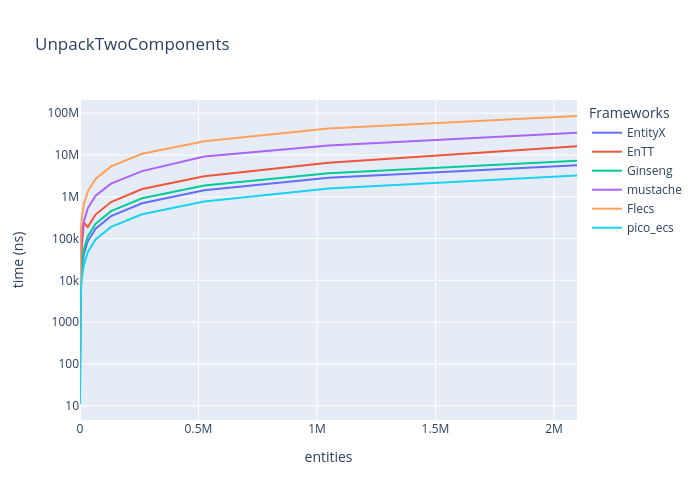 UnpackTwoComponents
100M
10M
1M
100k
10k
1000
100
10
time (ns)
0
0.5M
1M
1.5M
2M
entities
Frameworks
EntityX
EnTT
Ginseng
mustache
Flecs
pico_ecs